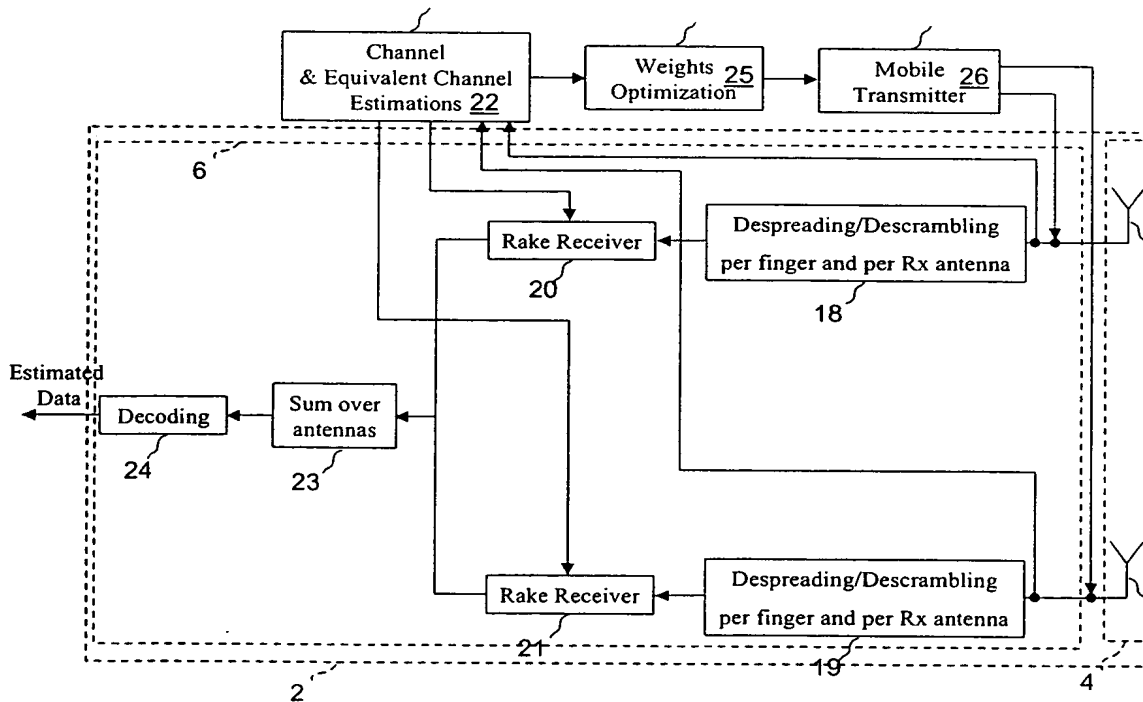 Channel
& Equivalent Channel
Estimations 22
Weights
Optimization 25
Mobile
Transmitter 26
6
Rake Receiver
20
Despreading/Descrambling
per finger and per Rx antenna
18
Estimated
Data
Decoding
24
Sum over
antennas
23
Rake Receiver
21
Despreading/Descrambling
per finger and per Rx antenna
19
2
4